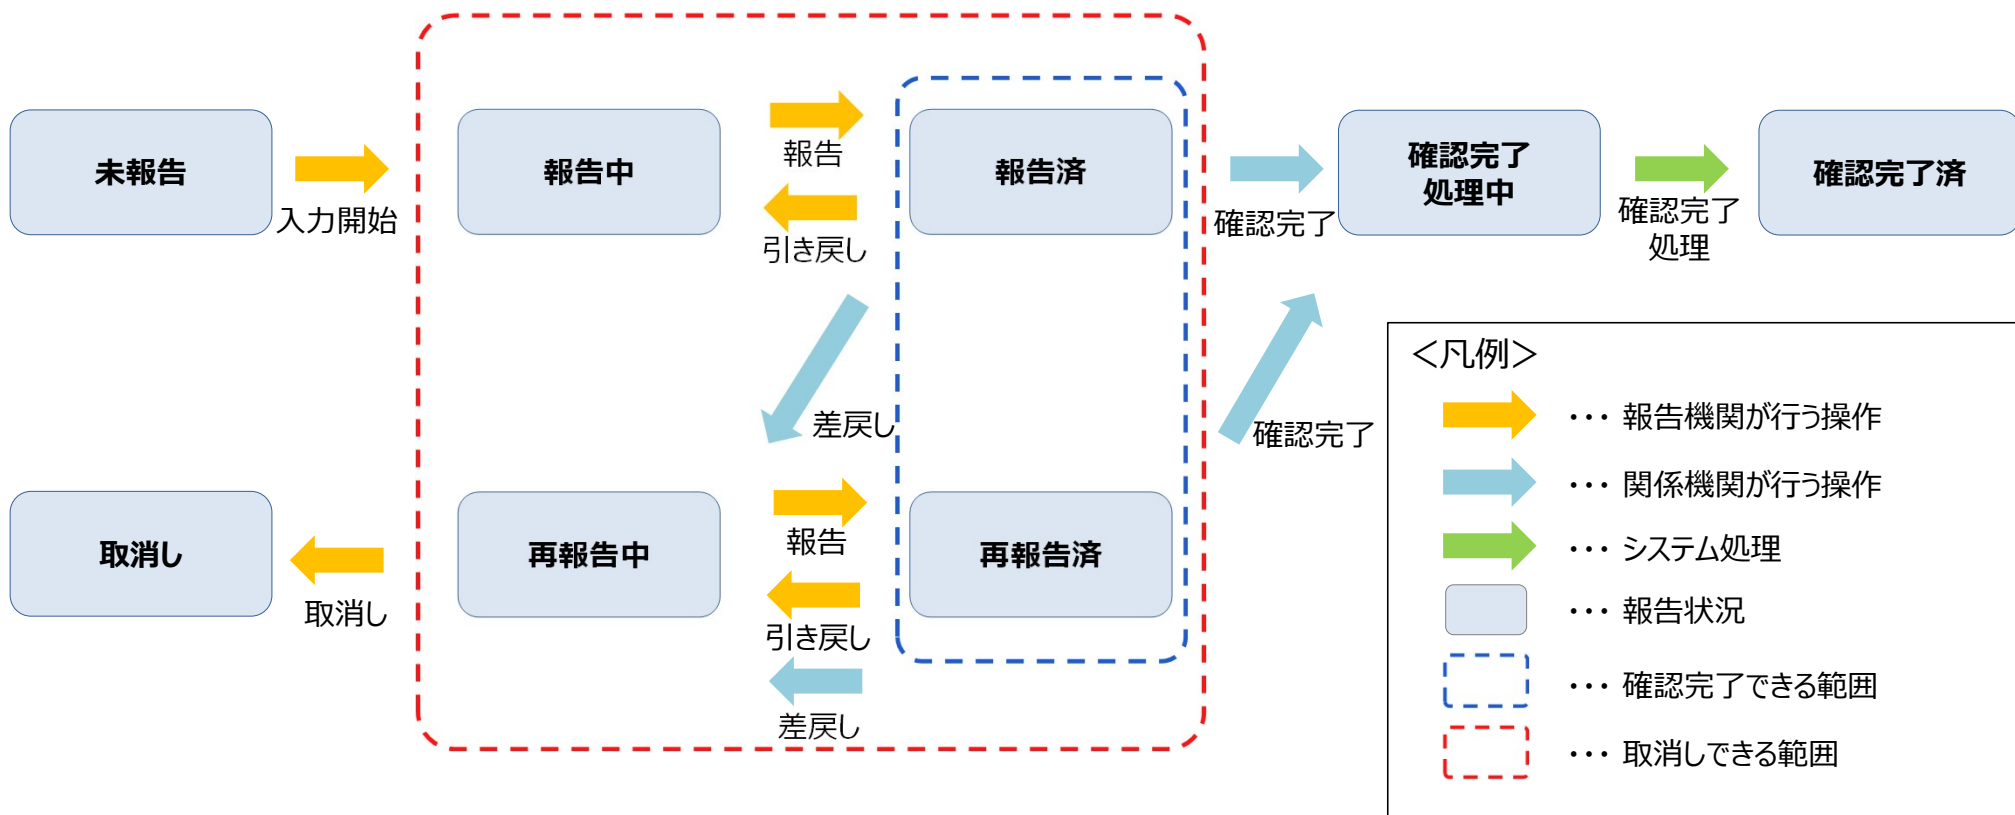 未報告
入力開始
報告中
報告
引き戻し
報告済
確認完了
確認完了
処理中
確認完了
処理
確認完了済
差戻し
確認完了
取消し
取消し
再報告中
報告
引き戻し
差戻し
再報告済
＜凡例＞
・・・ 報告機関が行う操作
・・・ 関係機関が行う操作
・・・ システム処理
・・・ 報告状況
・・・ 確認完了できる範囲
・・・ 取消しできる範囲